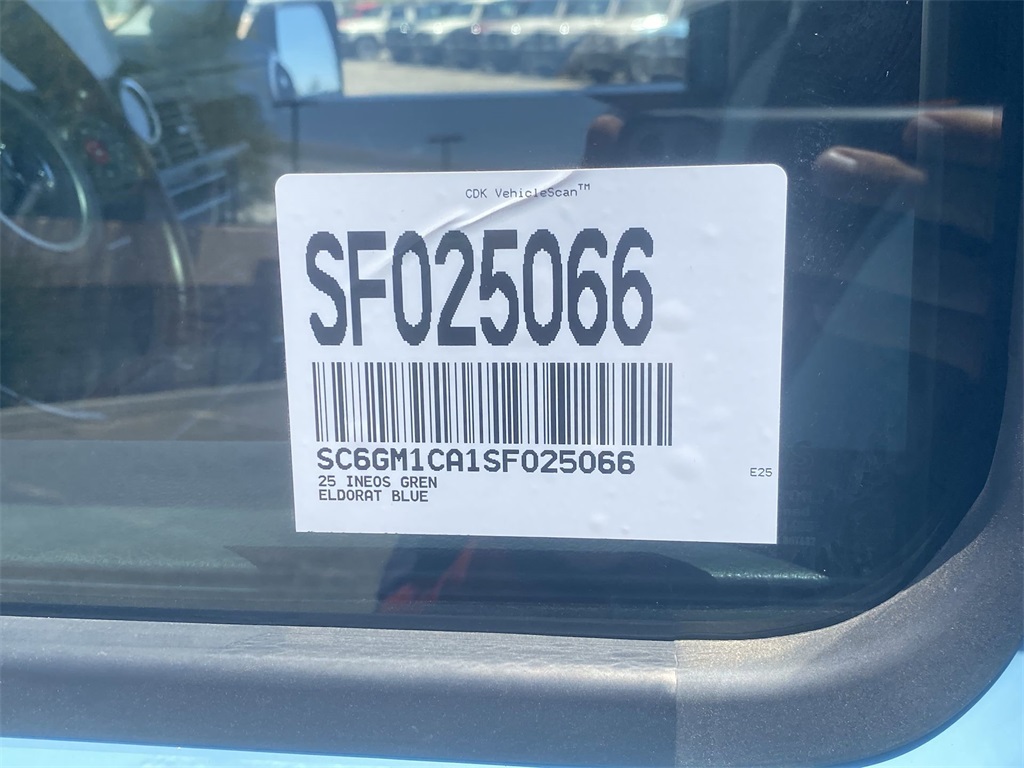 CDK VehicleScan™
SF025066
SC6GM1CA1SF025066
25 INEOS GREN
ELDORAT BLUE
E25